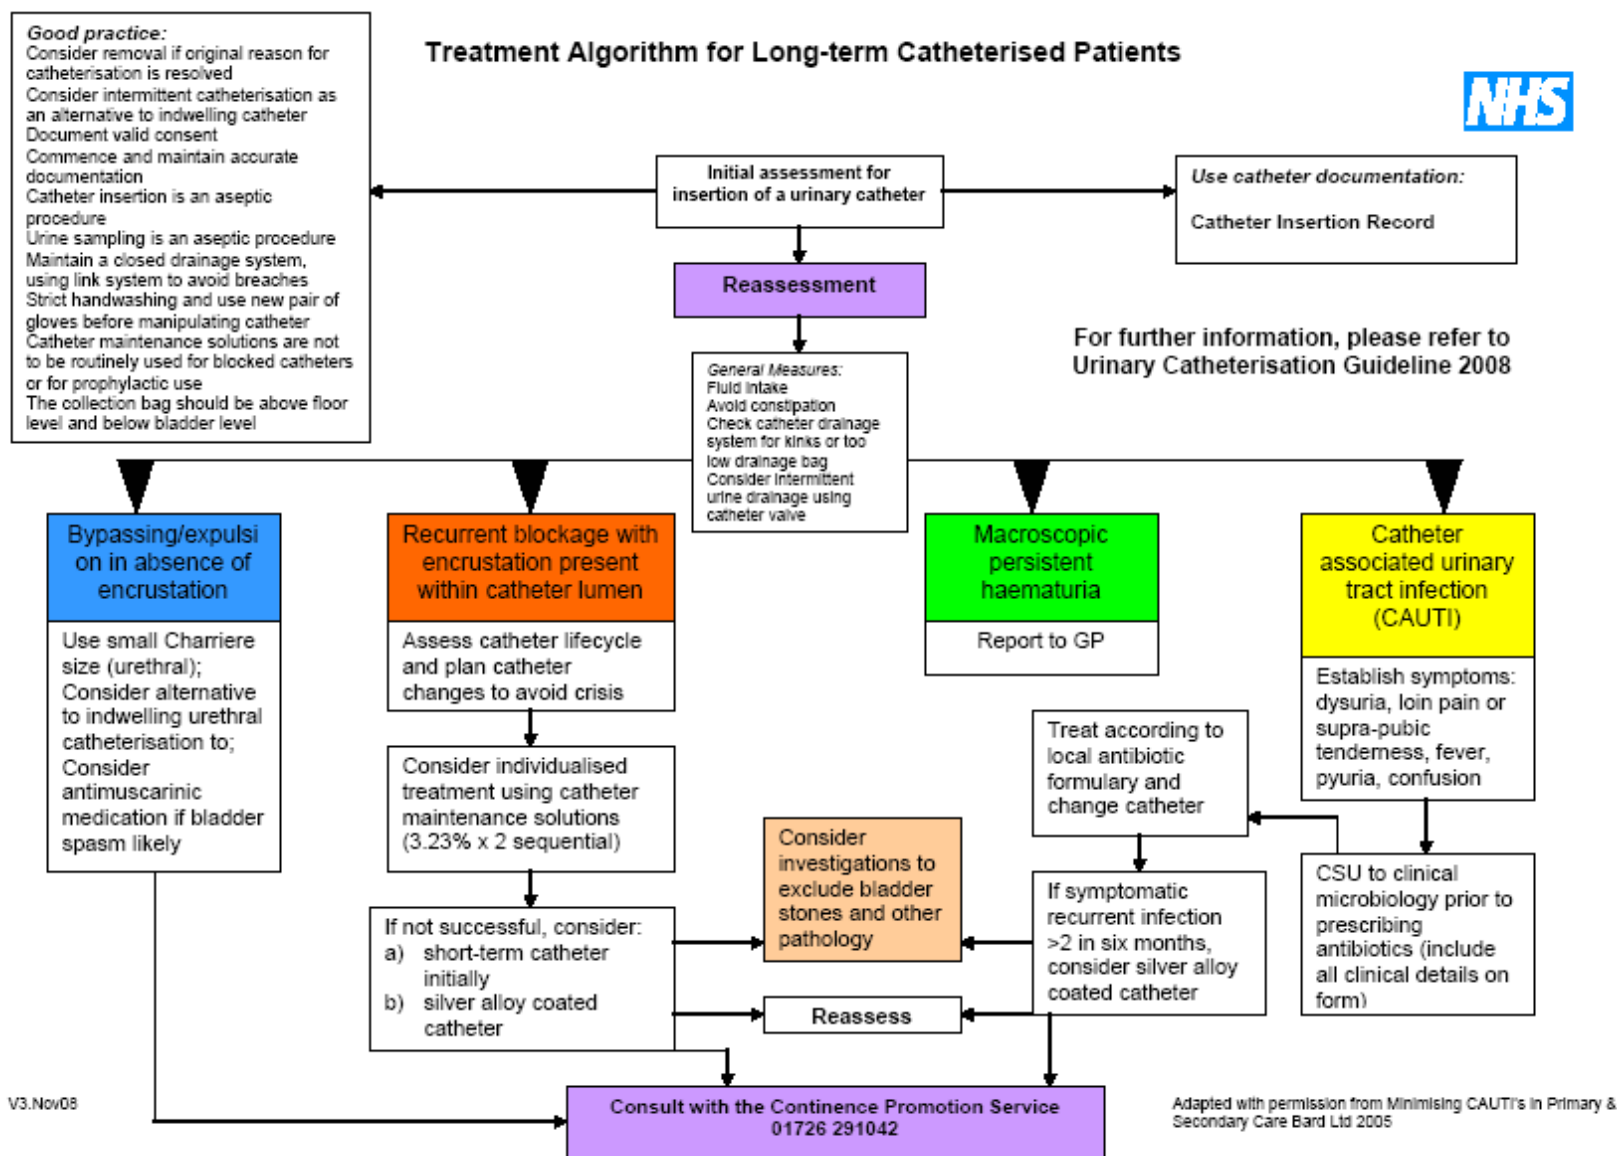 Good practice:
Consider removal if original reason for
catheterisation is resolved
Consider intermittent catheterisation as
an alternative to indwelling catheter
Document valid consent
Commence and maintain accurate
documentation
Catheter insertion is an aseptic
procedure
Urine sampling is an aseptic procedure
Maintain a closed drainage system,
using link system to avoid breaches
Strict handwashing and use new pair of
gloves before manipulating catheter
Catheter maintenance solutions are not
to be routinely used for blocked catheters
or for prophylactic use
The collection bag should be above floor
level and below bladder level
Treatment Algorithm for Long-term Catheterised Patients
NHS
Initial assessment for
insertion of a urinary catheter
Use catheter documentation:
Catheter Insertion Record
Reassessment
For further information, please refer to
Urinary Catheterisation Guideline 2008
General Measures:
Fluid intake
Avoid constipation
Check catheter drainage
system for kinks or too
low drainage bag
Consider intermittent
urine drainage using
catheter valve
Bypassing/expulsi
on in absence of
encrustation
Use small Charriere
size (urethral);
Consider alternative
to indwelling urethral
catheterisation to;
Consider
antimuscarinic
medication if bladder
spasm likely
Recurrent blockage with
encrustation present
within catheter lumen
Assess catheter lifecycle
and plan catheter
changes to avoid crisis
Consider individualised
treatment using catheter
maintenance solutions
(3.23% x 2 sequential)
If not successful, consider:
a) short-term catheter
initially
b) silver alloy coated
catheter
Macroscopic
persistent
haematuria
Report to GP
Catheter
associated urinary
tract infection
(CAUTI)
Establish symptoms:
dysuria, loin pain or
supra-pubic
tenderness, fever,
pyuria, confusion
CSU to clinical
microbiology prior to
prescribing
antibiotics (include
all clinical details on
form)
Treat according to
local antibiotic
formulary and
change catheter
If symptomatic
recurrent infection
>2 in six months,
consider silver alloy
coated catheter
Consider
investigations to
exclude bladder
stones and other
pathology
Reassess
Consult with the Continence Promotion Service
01726 291042
V3.Nov08
Adapted with permission from Minimising CAUTI's in Primary &
Secondary Care Bard Ltd 2005